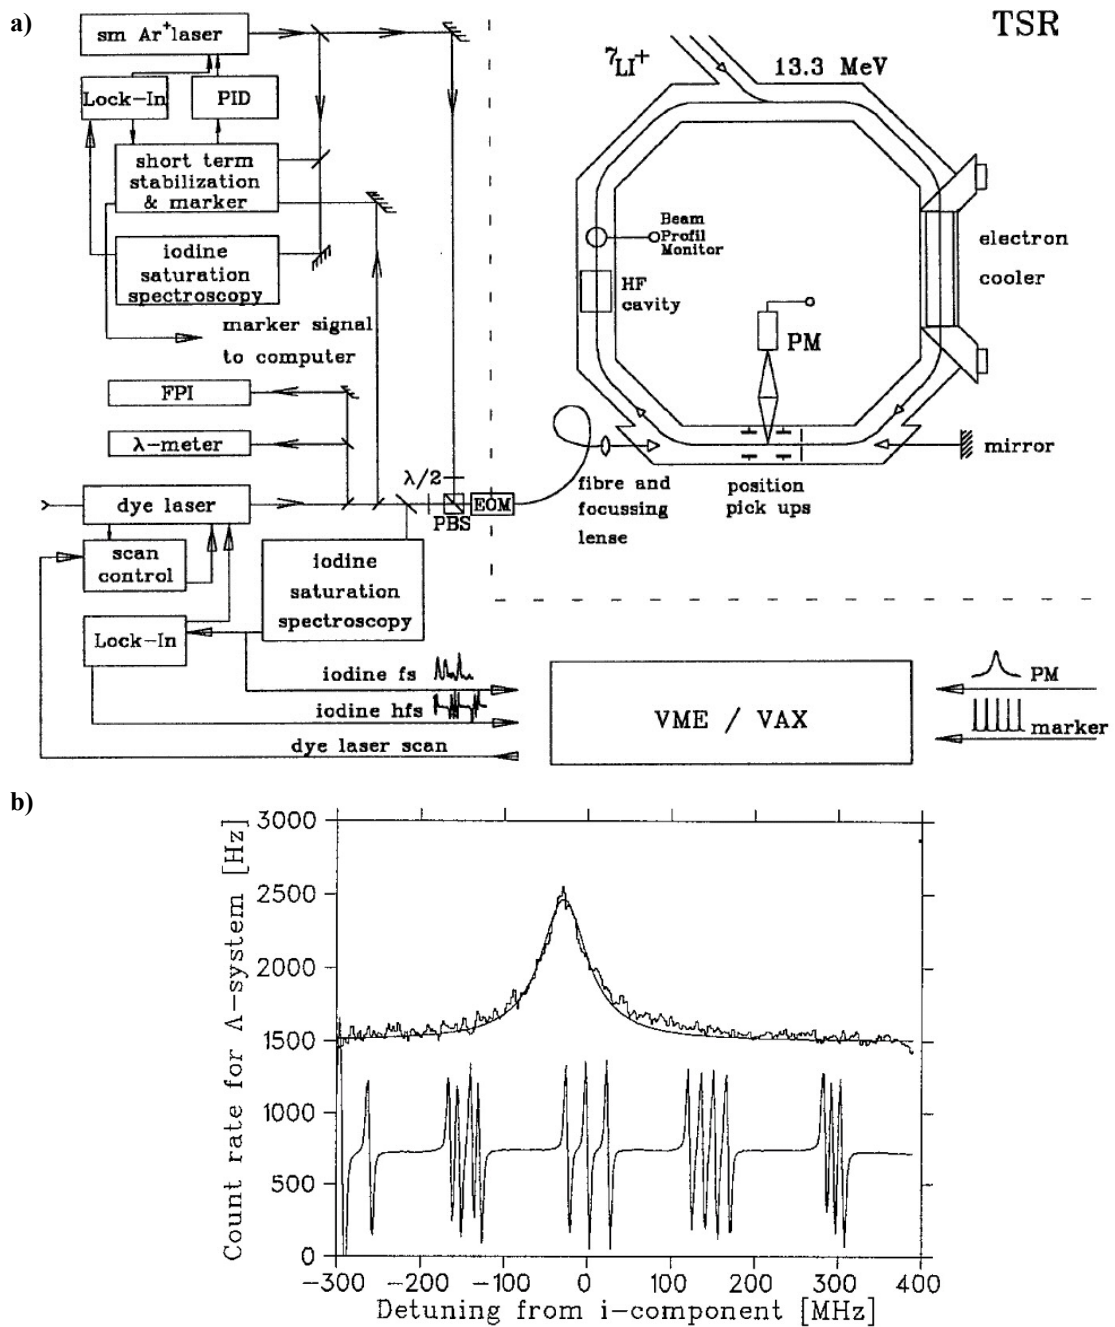 a)
TSR
sm Ar+laser
Lock-In
PID
short term
stabilization
& marker
iodine
saturation
spectroscopy
marker signal
to computer
FPI
λ-meter
dye laser
scan
control
Lock-In
λ/2
PBS
EOM
iodine
saturation
spectroscopy
iodine fs
iodine hfs
dye laser scan
7LI+
13.3 MeV
Beam
Profil
Monitor
HF
cavity
PM
electron
cooler
mirror
fibre and
focussing
lense
position
pick ups
VME / VAX
PM
marker
b)
Count rate for Λ-system [Hz]
3000
2500
2000
1500
1000
500
0
−300 −200 −100 0 100 200 300 400
Detuning from i-component [MHz]